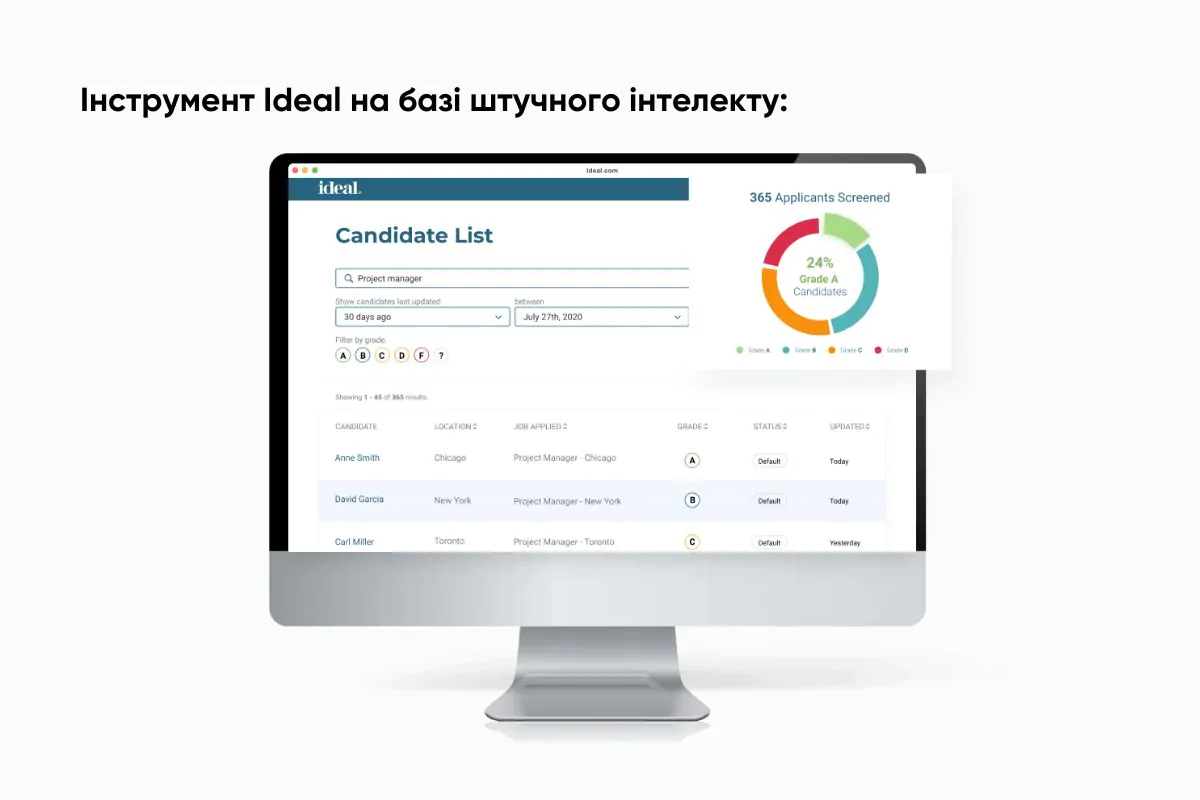 Інструмент Ideal на базі штучного інтелекту:
Ideal.com
ideal.
365 Applicants Screened
Candidate List
24%
Grade A
Candidates
Project manager
Show candidates last updated
between
30 days ago
July 27th, 2020
Filter by grade:
A B C D F ?
Grade A Grade B Grade C Grade D
Showing 1 - 45 of 365 results.
CANDIDATE LOCATION JOB APPLIED GRADE STATUS UPDATED
Anne Smith Chicago Project Manager - Chicago A Default Today
David Garcia New York Project Manager - New York B Default Today
Carl Miller Toronto Project Manager - Toronto C Default Yesterday